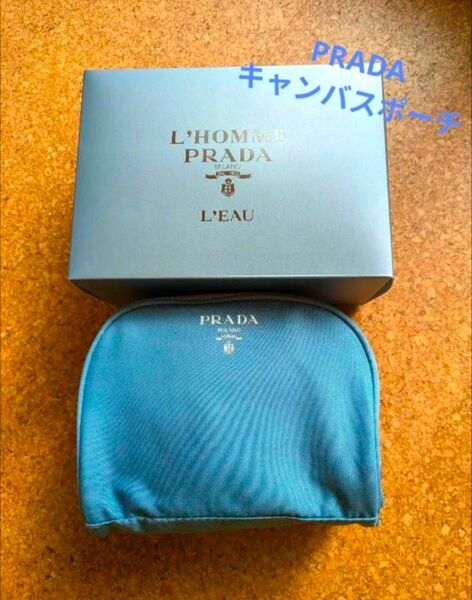 PRADA
キャンバスポーチ
L'HOMME
PRADA
MILANO
L'EAU
PRADA
MILANO